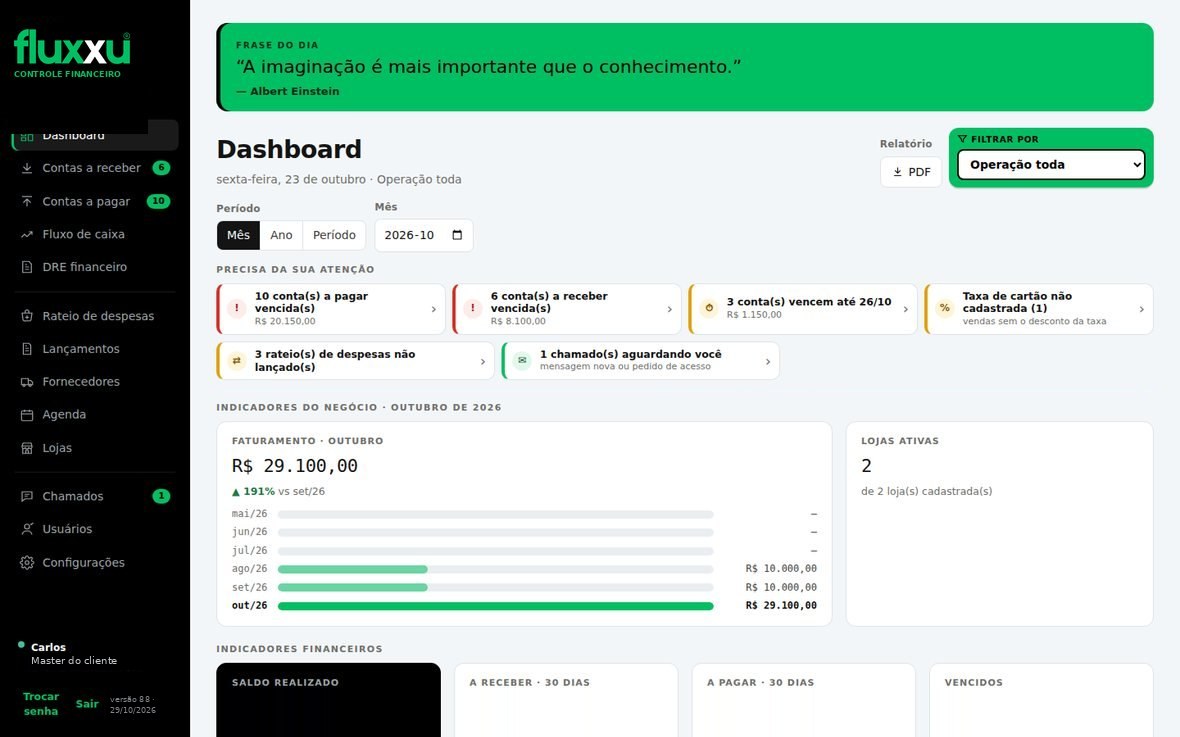 fluxxu
CONTROLE FINANCEIRO
Dashboard
Contas a receber 6
Contas a pagar 10
Fluxo de caixa
DRE financeiro
Rateio de despesas
Lançamentos
Fornecedores
Agenda
Lojas
Chamados 1
Usuários
Configurações
Carlos
Master do cliente
Trocar senha
Sair
versão 88 ·
29/10/2026
FRASE DO DIA
“A imaginação é mais importante que o conhecimento.”
— Albert Einstein
Dashboard
sexta-feira, 23 de outubro · Operação toda
Relatório
PDF
FILTRAR POR
Operação toda
Período
Mês Ano Período
Mês
2026-10
PRECISA DA SUA ATENÇÃO
! 10 conta(s) a pagar
vencida(s)
R$ 20.150,00 ›
! 6 conta(s) a receber
vencida(s)
R$ 8.100,00 ›
3 conta(s) vencem até 26/10
R$ 1.150,00 ›
% Taxa de cartão não
cadastrada (1)
vendas sem o desconto da taxa ›
⇄ 3 rateio(s) de despesas não
lançado(s) ›
✉ 1 chamado(s) aguardando você
mensagem nova ou pedido de acesso ›
INDICADORES DO NEGÓCIO · OUTUBRO DE 2026
FATURAMENTO · OUTUBRO
R$ 29.100,00
▲ 191% vs set/26
mai/26 —
jun/26 —
jul/26 —
ago/26 R$ 10.000,00
set/26 R$ 10.000,00
out/26 R$ 29.100,00
LOJAS ATIVAS
2
de 2 loja(s) cadastrada(s)
INDICADORES FINANCEIROS
SALDO REALIZADO
A RECEBER · 30 DIAS
A PAGAR · 30 DIAS
VENCIDOS